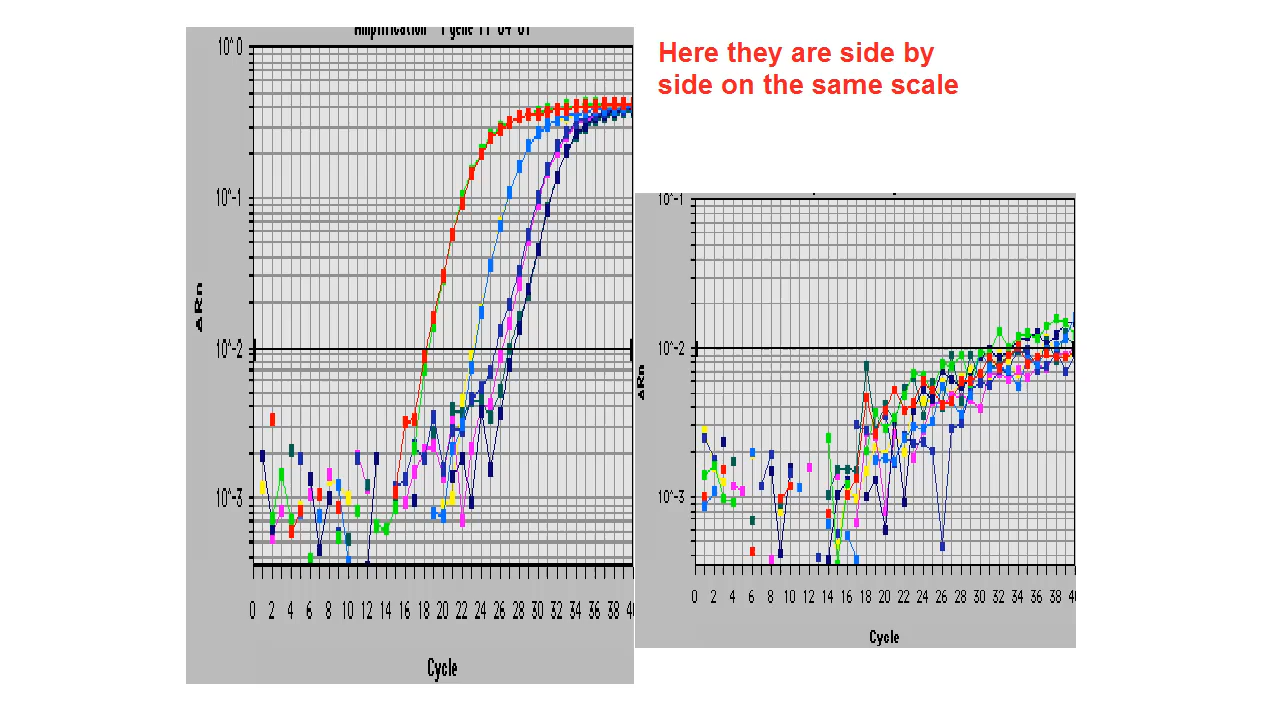 Here they are side by
side on the same scale
10^0
10^-1
10^-2
10^-3
ΔRn
0 2 4 6 8 10 12 14 16 18 20 22 24 26 28 30 32 34 36 38
Cycle
10^-1
10^-2
10^-3
ΔRn
0 2 4 6 8 10 12 14 16 18 20 22 24 26 28 30 32 34 36 38
Cycle